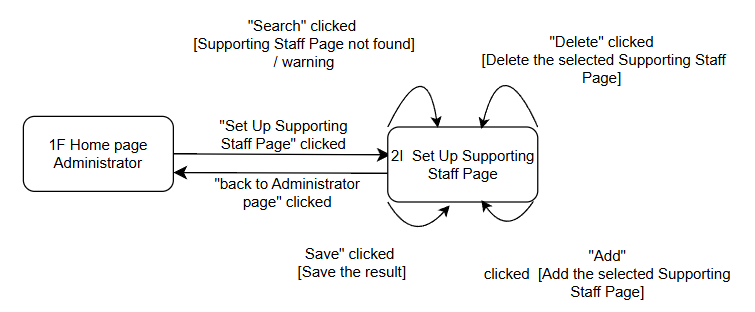 "Search" clicked
[Supporting Staff Page not found]
/ warning
"Delete" clicked
[Delete the selected Supporting Staff
Page]
1F Home page
Administrator
"Set Up Supporting
Staff Page" clicked
2I  Set Up Supporting
Staff Page
"back to Administrator
page" clicked
Save" clicked
[Save the result]
"Add"
clicked  [Add the selected Supporting
Staff Page]